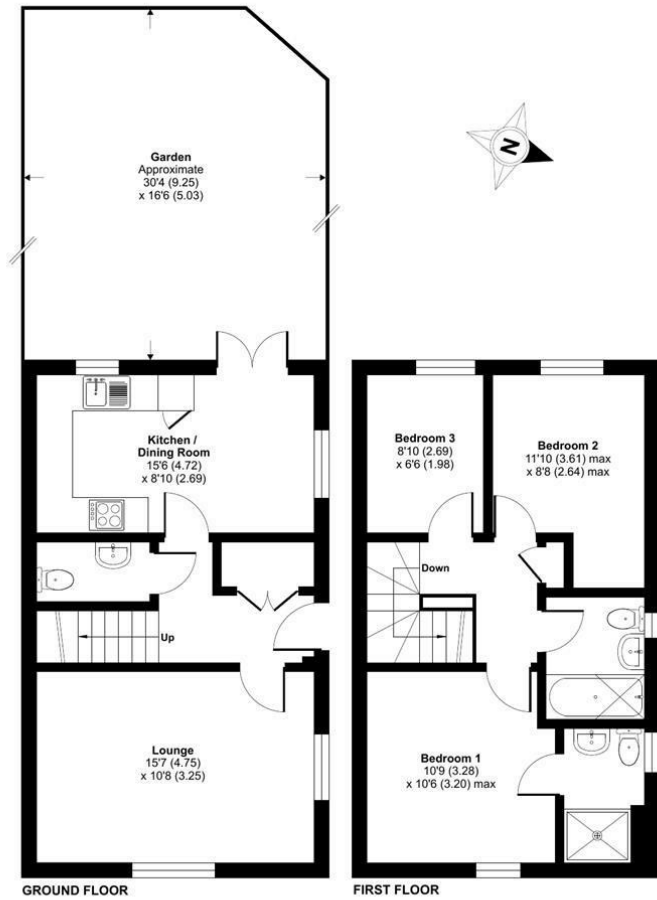 Garden
Approximate
30'4 (9.25)
x 16'6 (5.03)
N
Kitchen /
Dining Room
15'6 (4.72)
x 8'10 (2.69)
Up
Lounge
15'7 (4.75)
x 10'8 (3.25)
GROUND FLOOR
Bedroom 3
8'10 (2.69)
x 6'6 (1.98)
Bedroom 2
11'10 (3.61) max
x 8'8 (2.64) max
Down
Bedroom 1
10'9 (3.28)
x 10'6 (3.20) max
FIRST FLOOR